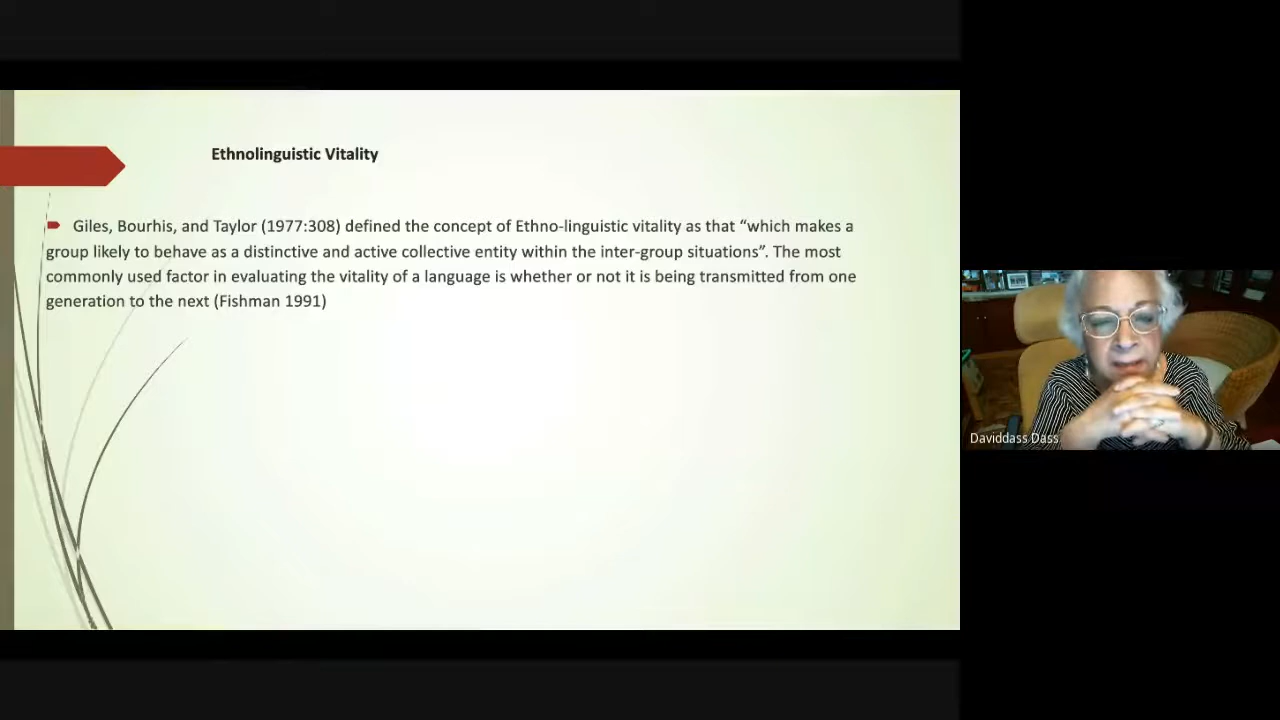 Ethnolinguistic Vitality
Giles, Bourhis, and Taylor (1977:308) defined the concept of Ethno-linguistic vitality as that “which makes a
group likely to behave as a distinctive and active collective entity within the inter-group situations”. The most
commonly used factor in evaluating the vitality of a language is whether or not it is being transmitted from one
generation to the next (Fishman 1991)
Daviddass Dass